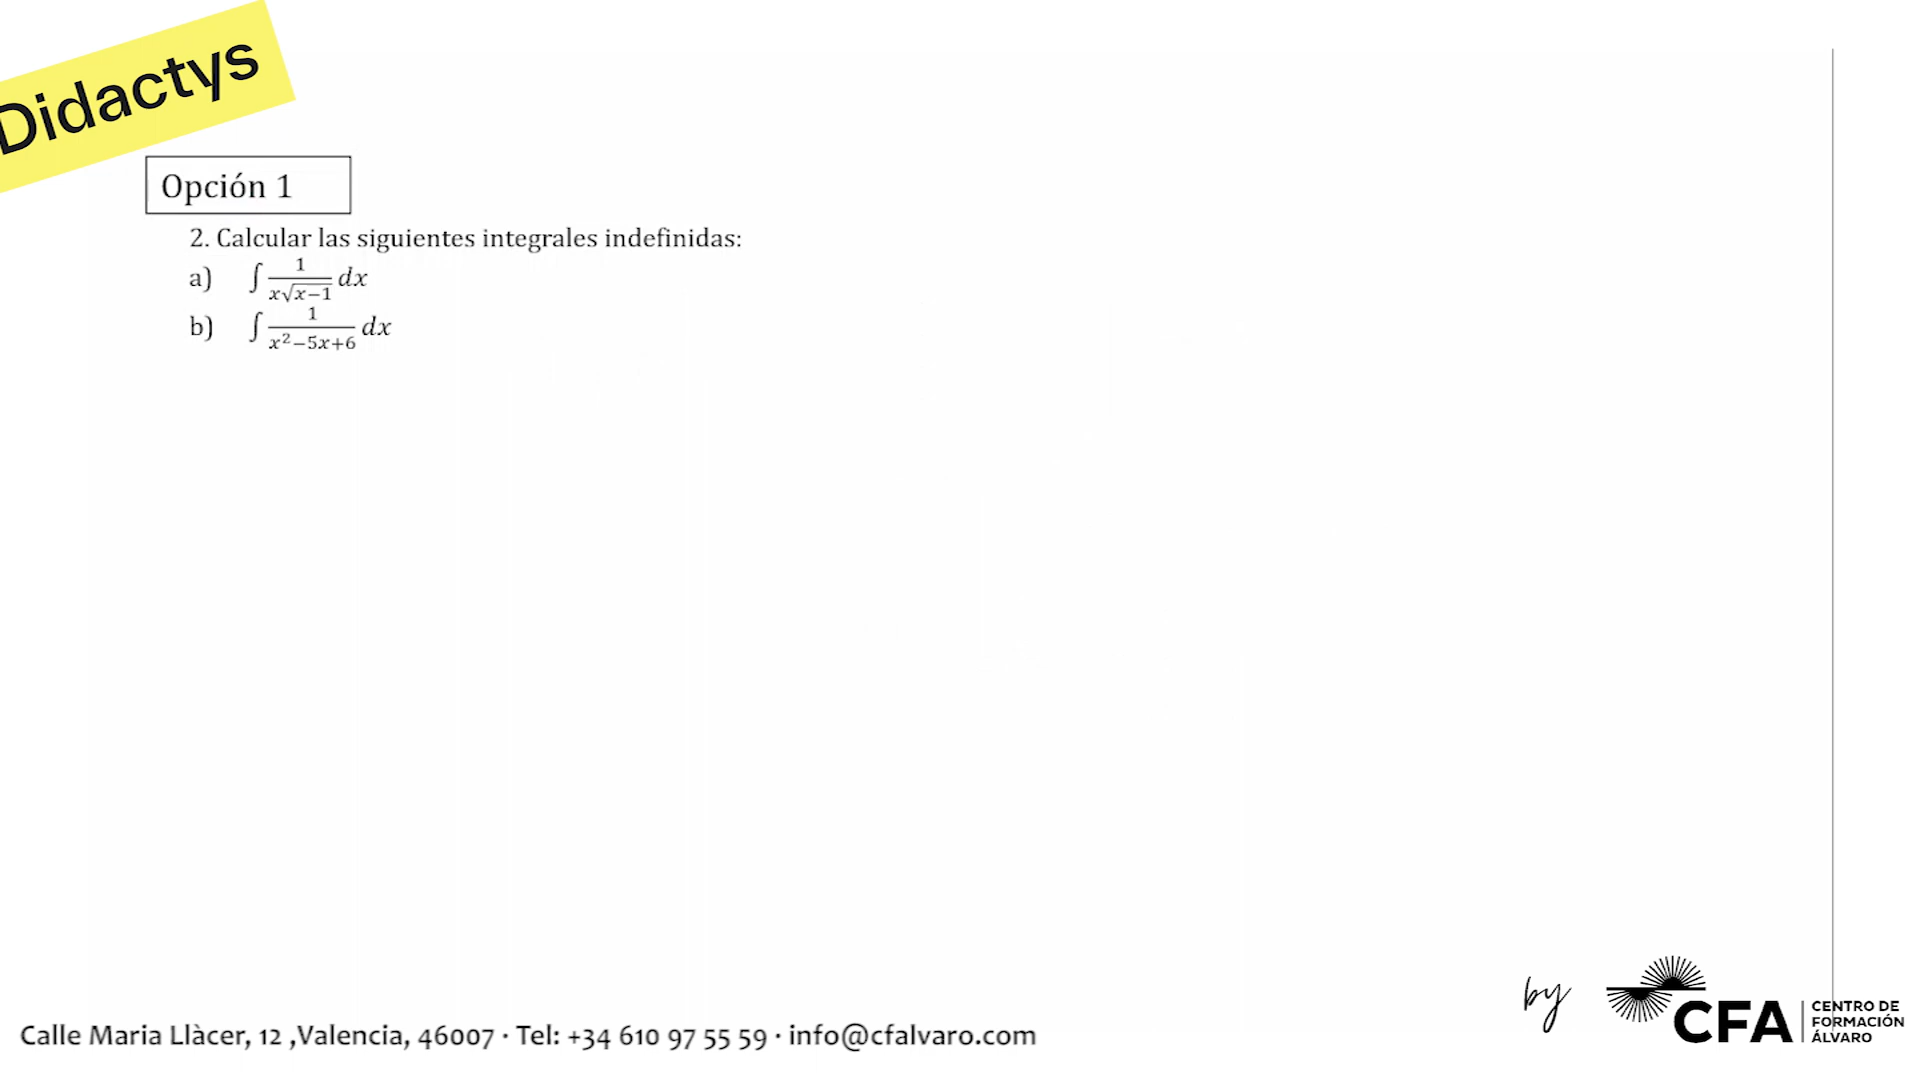 Didactys
Opción 1
2. Calcular las siguientes integrales indefinidas:
a) ∫ 1/(x√(x−1)) dx
b) ∫ 1/(x²−5x+6) dx
by
CFA
CENTRO DE
FORMACIÓN
ÁLVARO
Calle Maria Llàcer, 12 ,Valencia, 46007 · Tel: +34 610 97 55 59 · info@cfalvaro.com